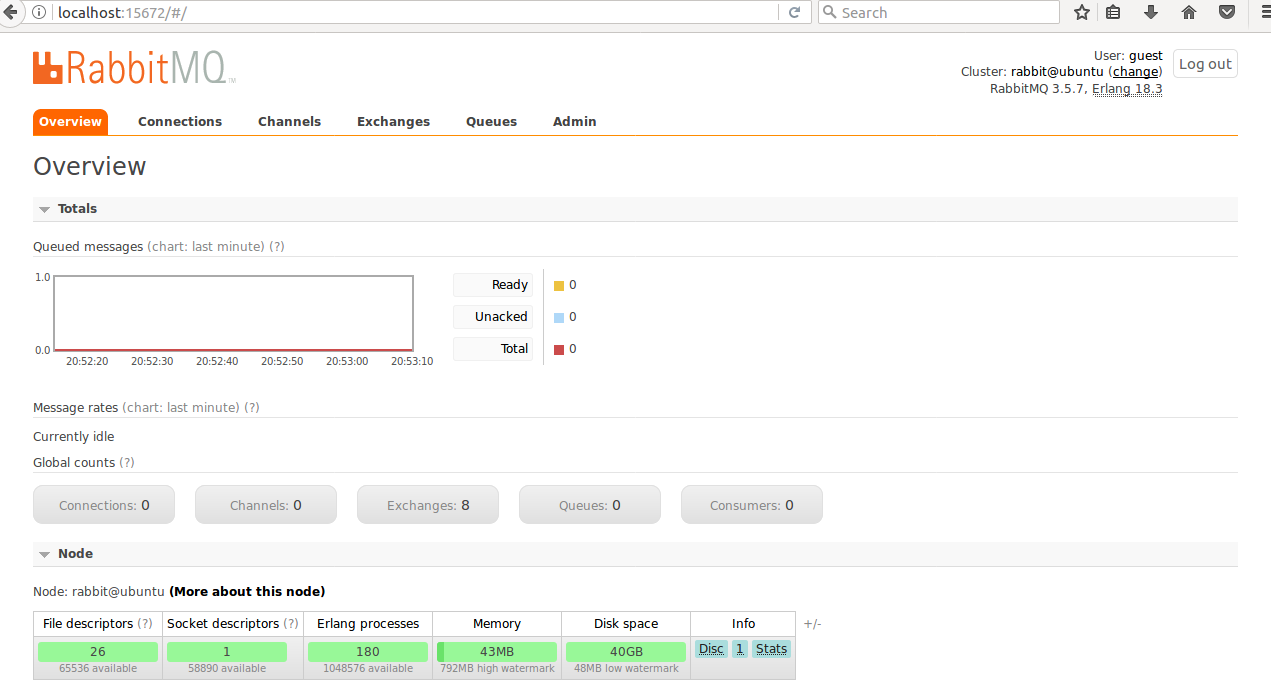 localhost:15672/#/
Search
RabbitMQ™
User: guest
Cluster: rabbit@ubuntu (change)
RabbitMQ 3.5.7, Erlang 18.3
Log out
Overview Connections Channels Exchanges Queues Admin
Overview
Totals
Queued messages (chart: last minute) (?)
1.0
0.0
20:52:20 20:52:30 20:52:40 20:52:50 20:53:00 20:53:10
Ready 0
Unacked 0
Total 0
Message rates (chart: last minute) (?)
Currently idle
Global counts (?)
Connections: 0 Channels: 0 Exchanges: 8 Queues: 0 Consumers: 0
Node
Node: rabbit@ubuntu (More about this node)
File descriptors (?) Socket descriptors (?) Erlang processes Memory Disk space Info +/-
26 1 180 43MB 40GB Disc 1 Stats
65536 available 58890 available 1048576 available 792MB high watermark 48MB low watermark